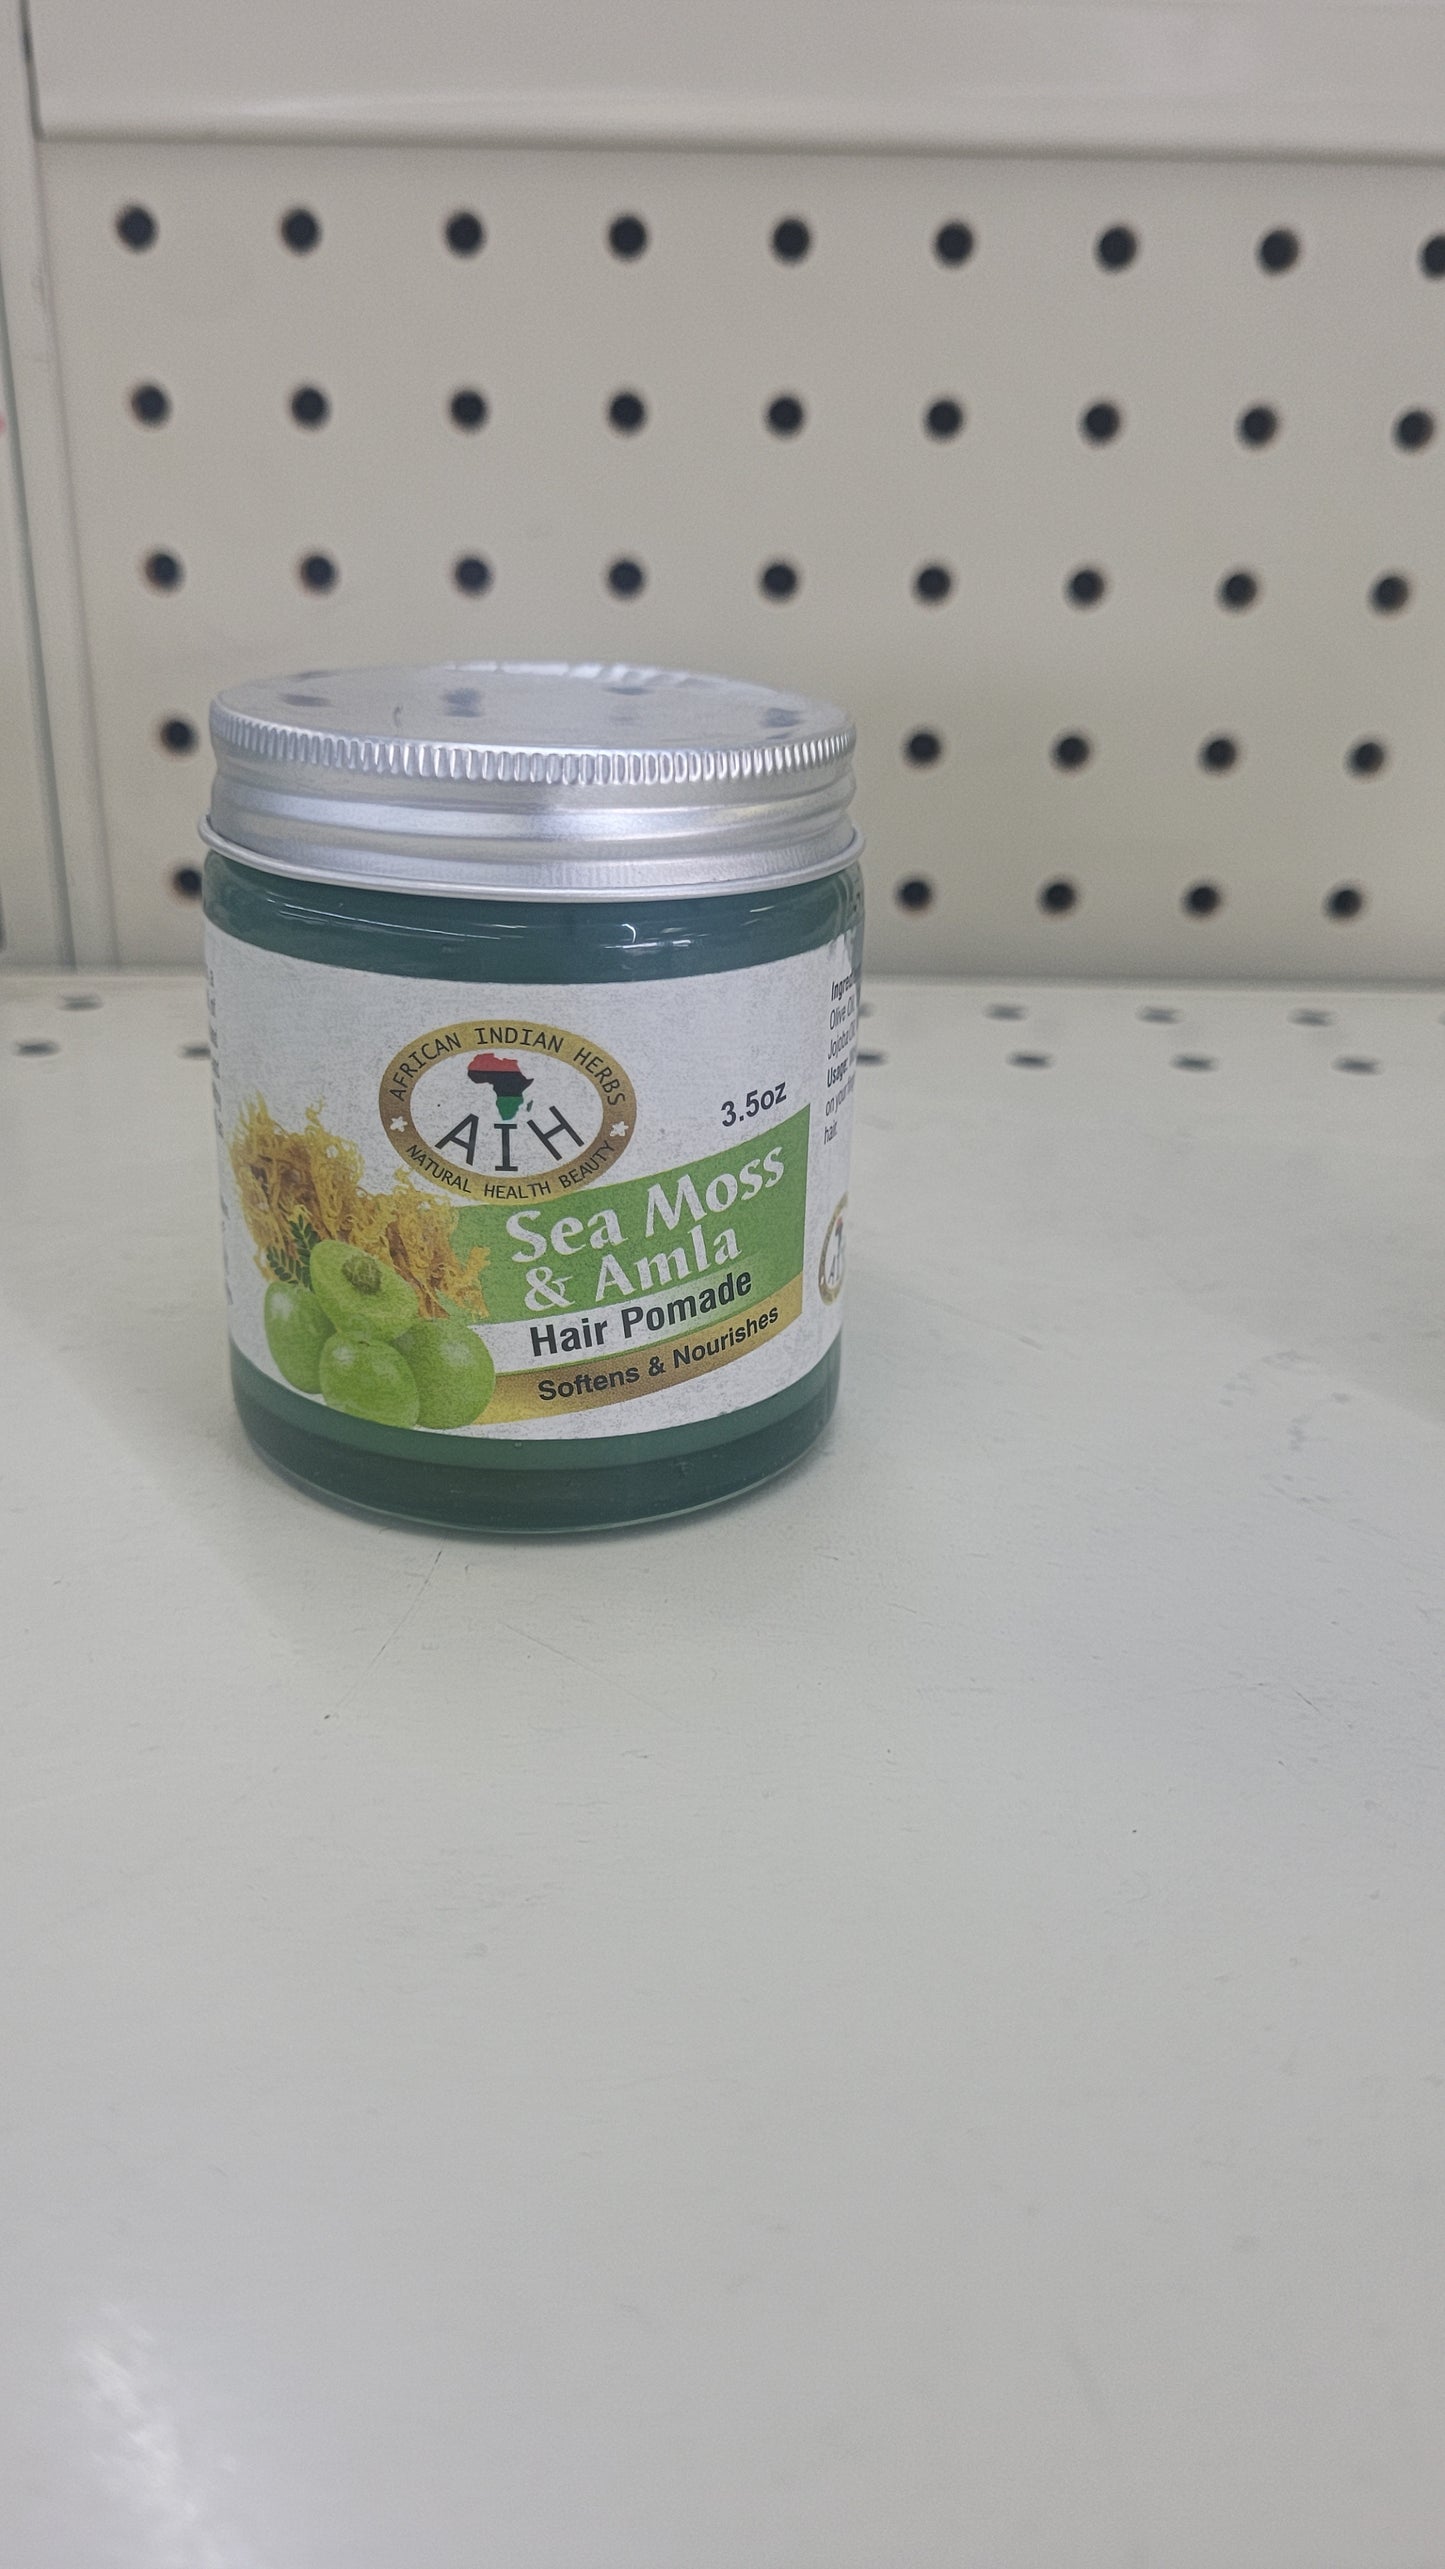 AFRICAN INDIAN HERBS
AIH
NATURAL HEALTH BEAUTY
3.5oz
Sea Moss
& Amla
Hair Pomade
Softens & Nourishes
Olive
Jojoba
Usage:
on your
hair.